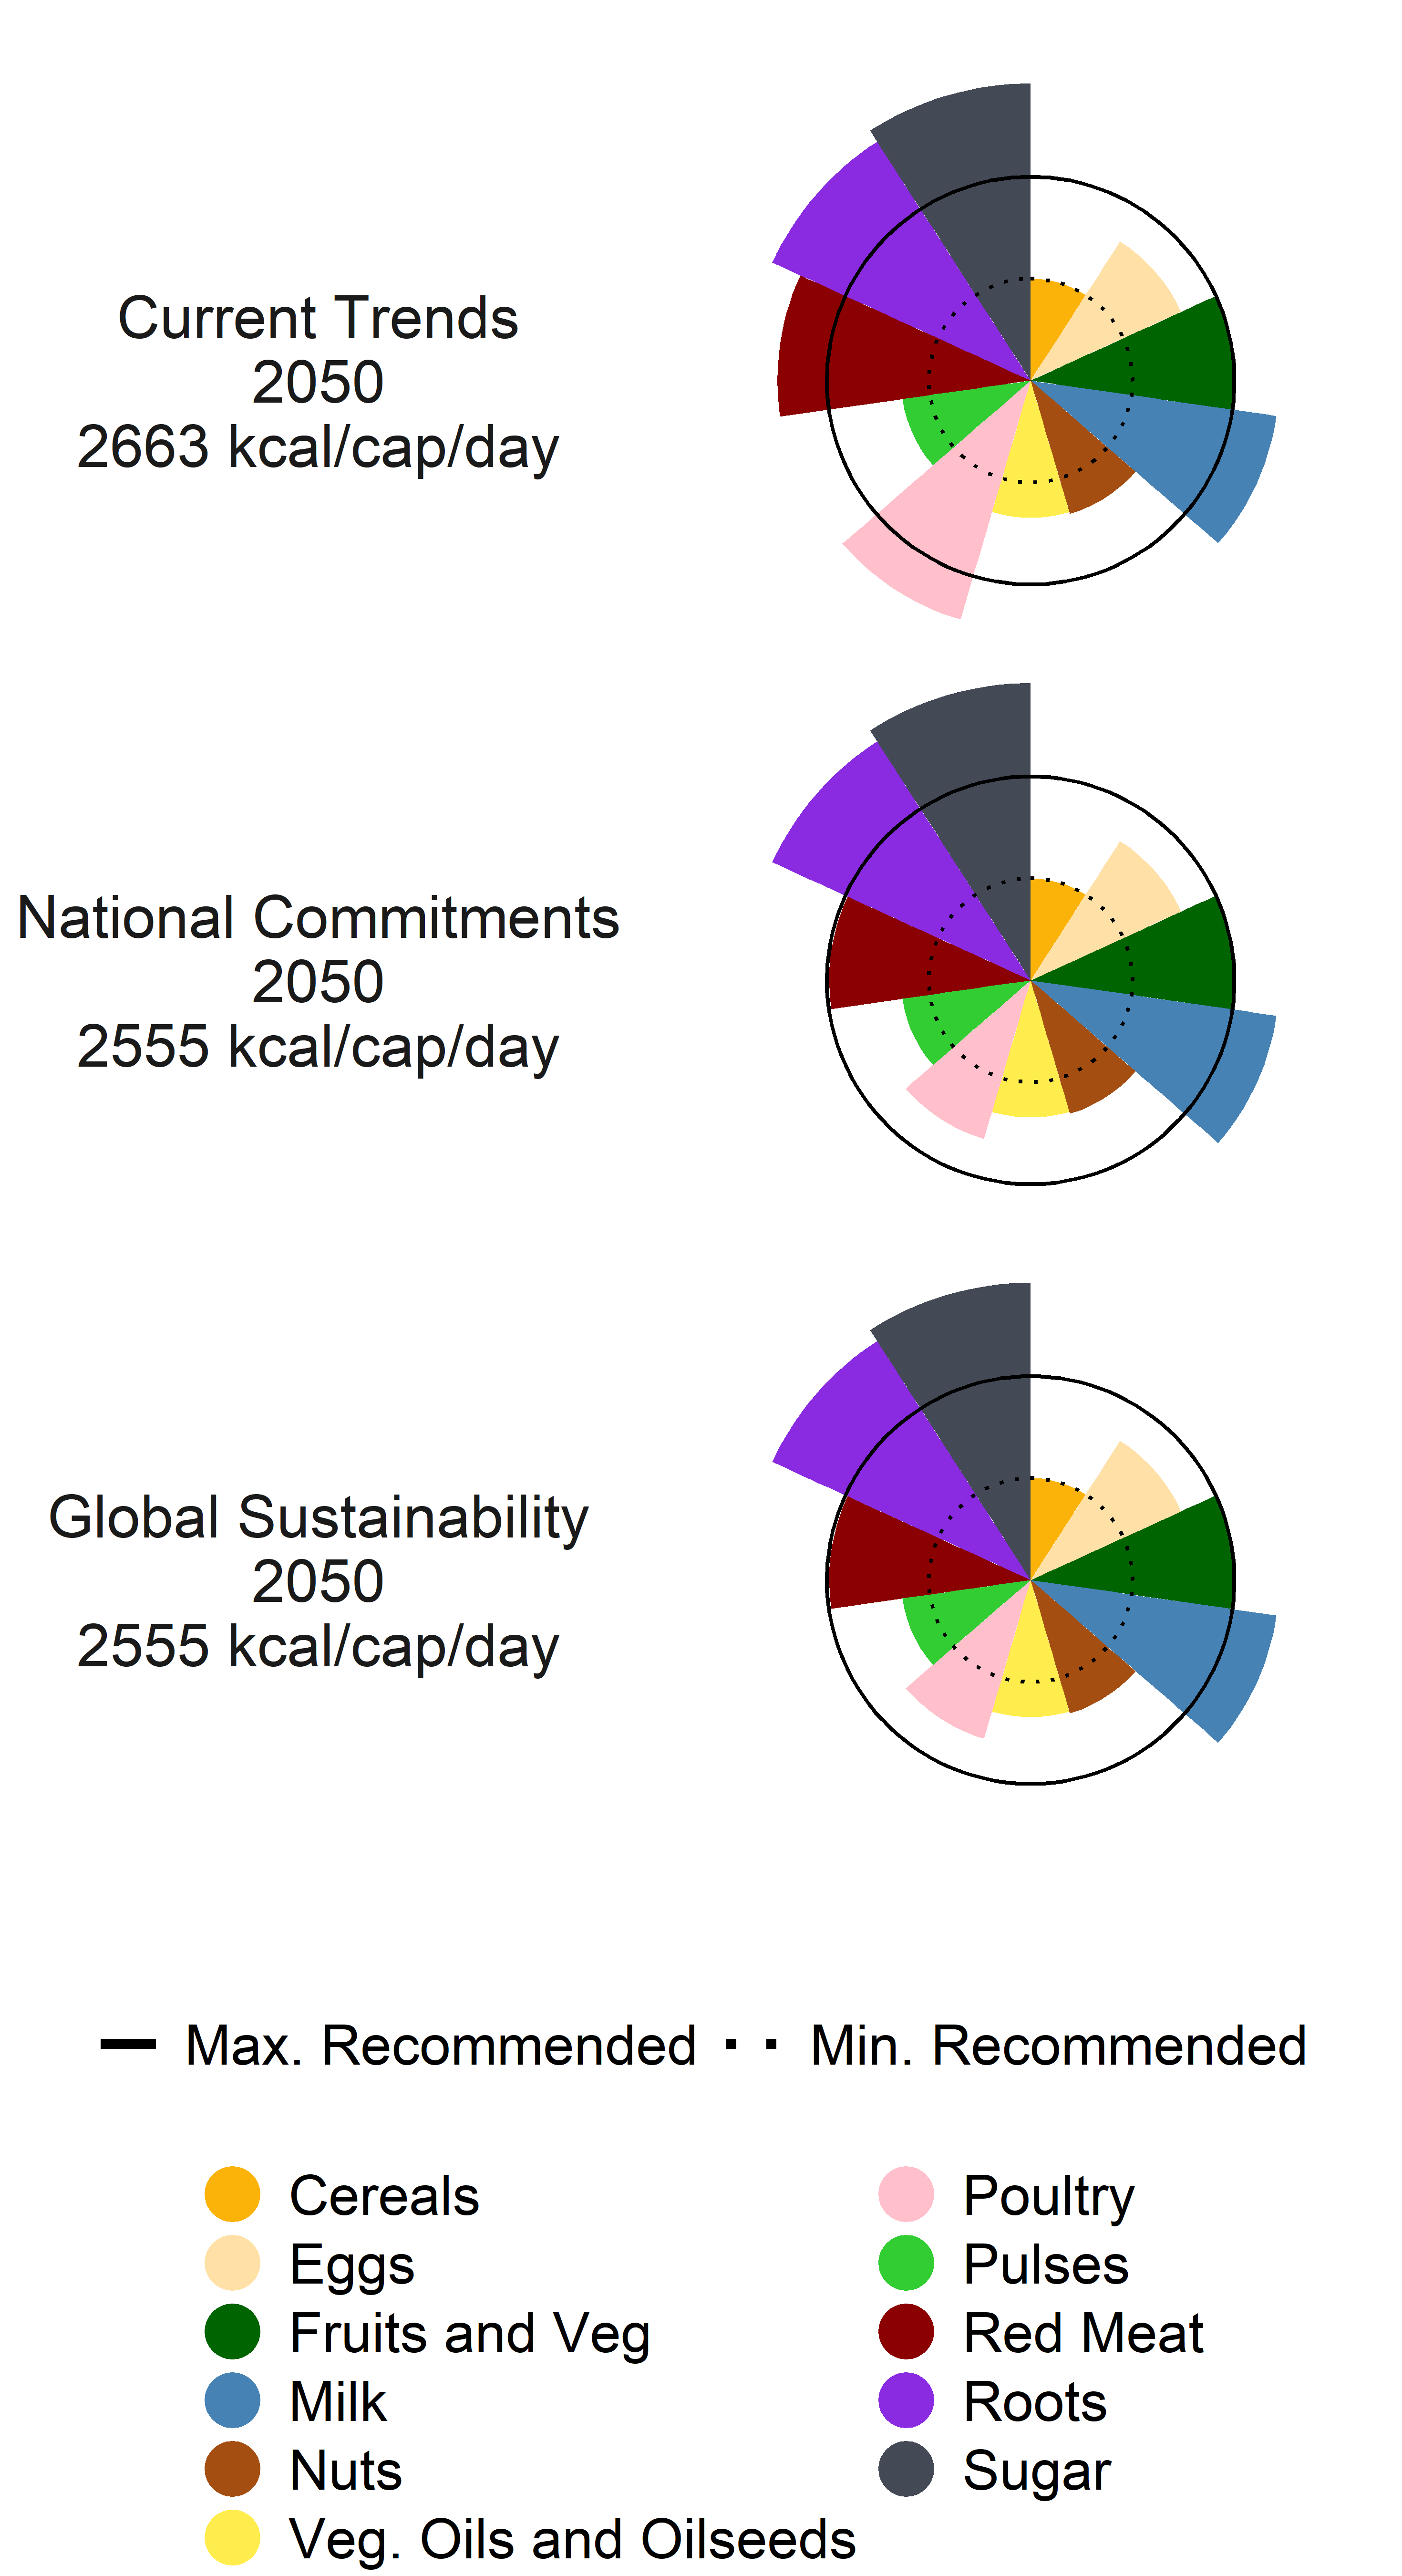 Current Trends
2050
2663 kcal/cap/day
National Commitments
2050
2555 kcal/cap/day
Global Sustainability
2050
2555 kcal/cap/day
Max. Recommended Min. Recommended
Cereals
Eggs
Fruits and Veg
Milk
Nuts
Veg. Oils and Oilseeds
Poultry
Pulses
Red Meat
Roots
Sugar